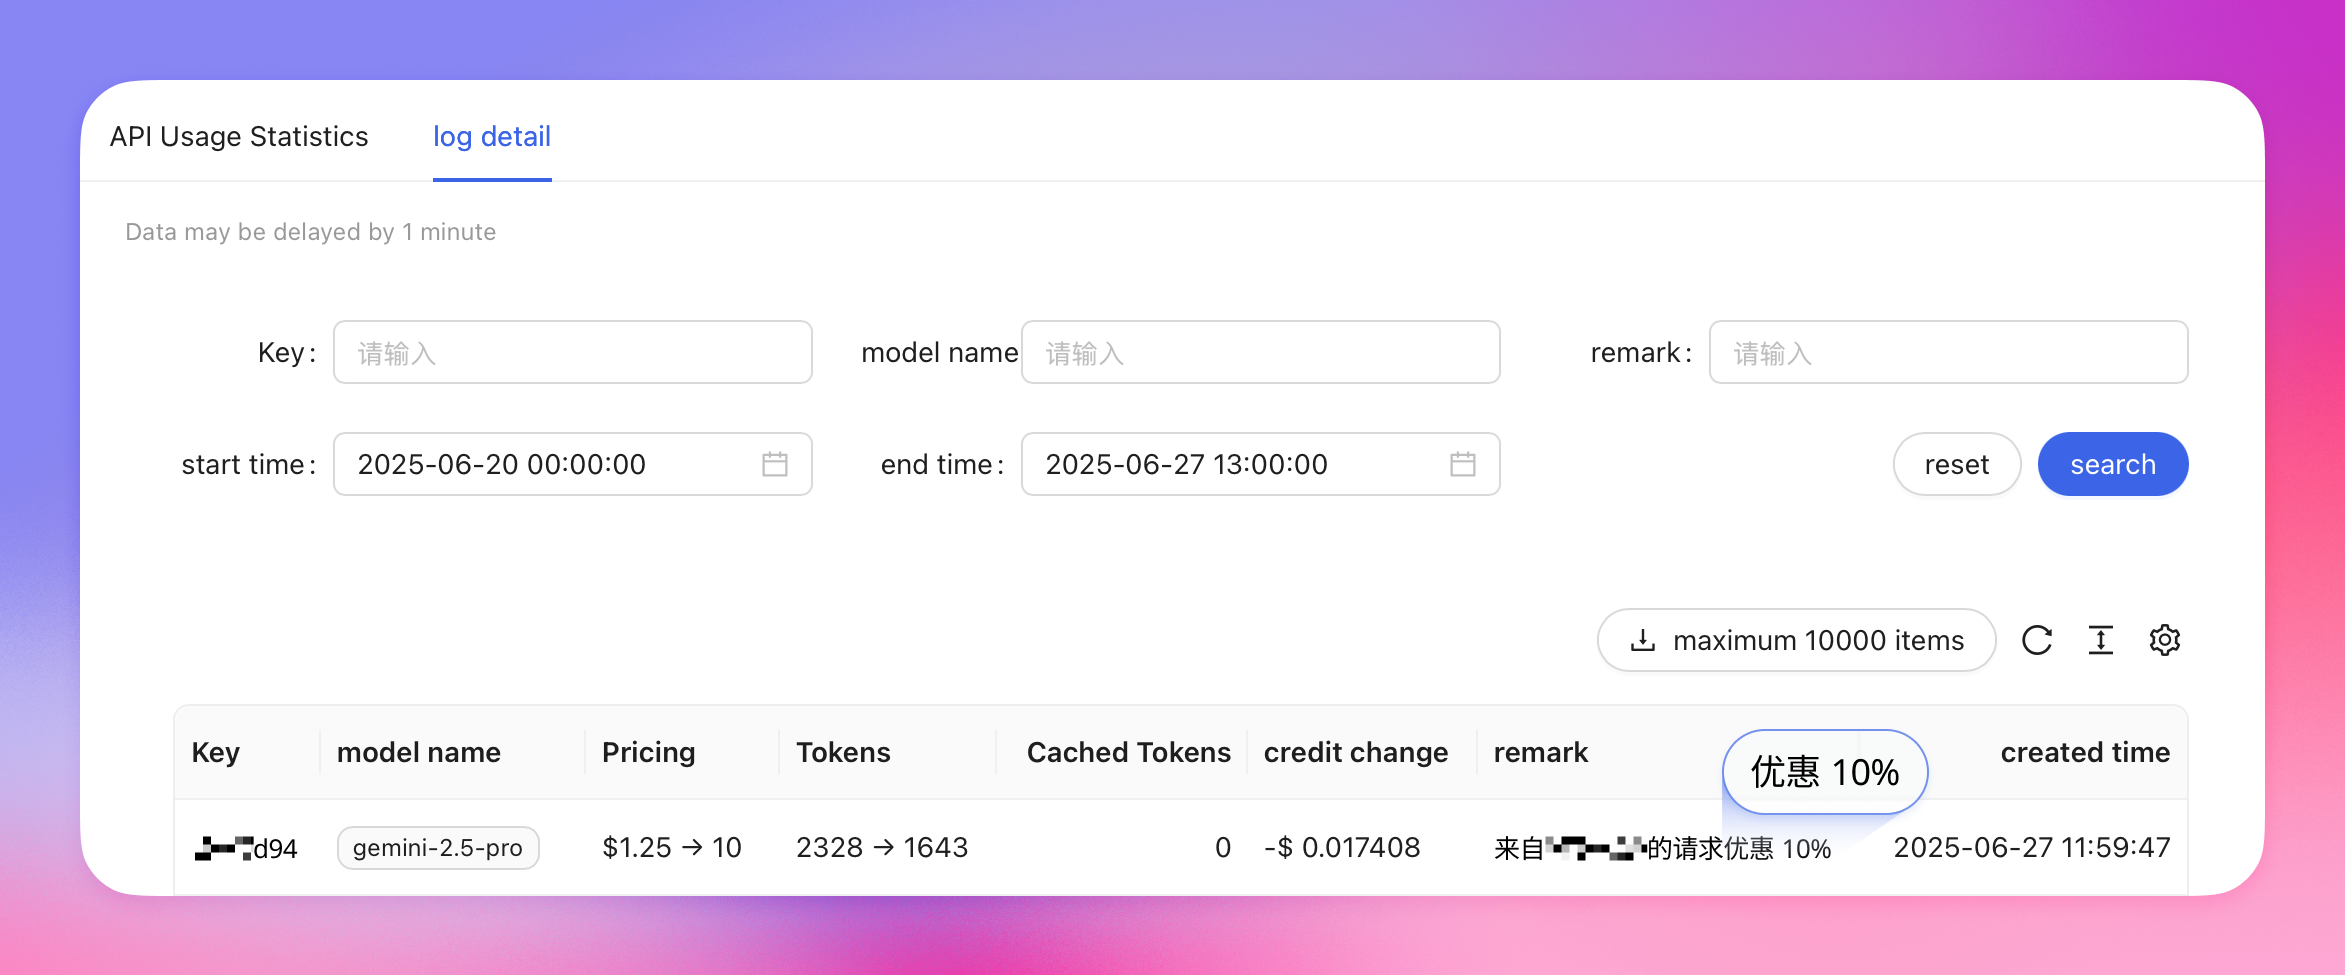 API Usage Statistics log detail
Data may be delayed by 1 minute
Key: 请输入 model name 请输入 remark: 请输入
start time: 2025-06-20 00:00:00 end time: 2025-06-27 13:00:00 reset search
maximum 10000 items
Key model name Pricing Tokens Cached Tokens credit change remark 优惠 10% created time
d94 gemini-2.5-pro $1.25 → 10 2328 → 1643 0 -$ 0.017408 来自的请求优惠 10% 2025-06-27 11:59:47